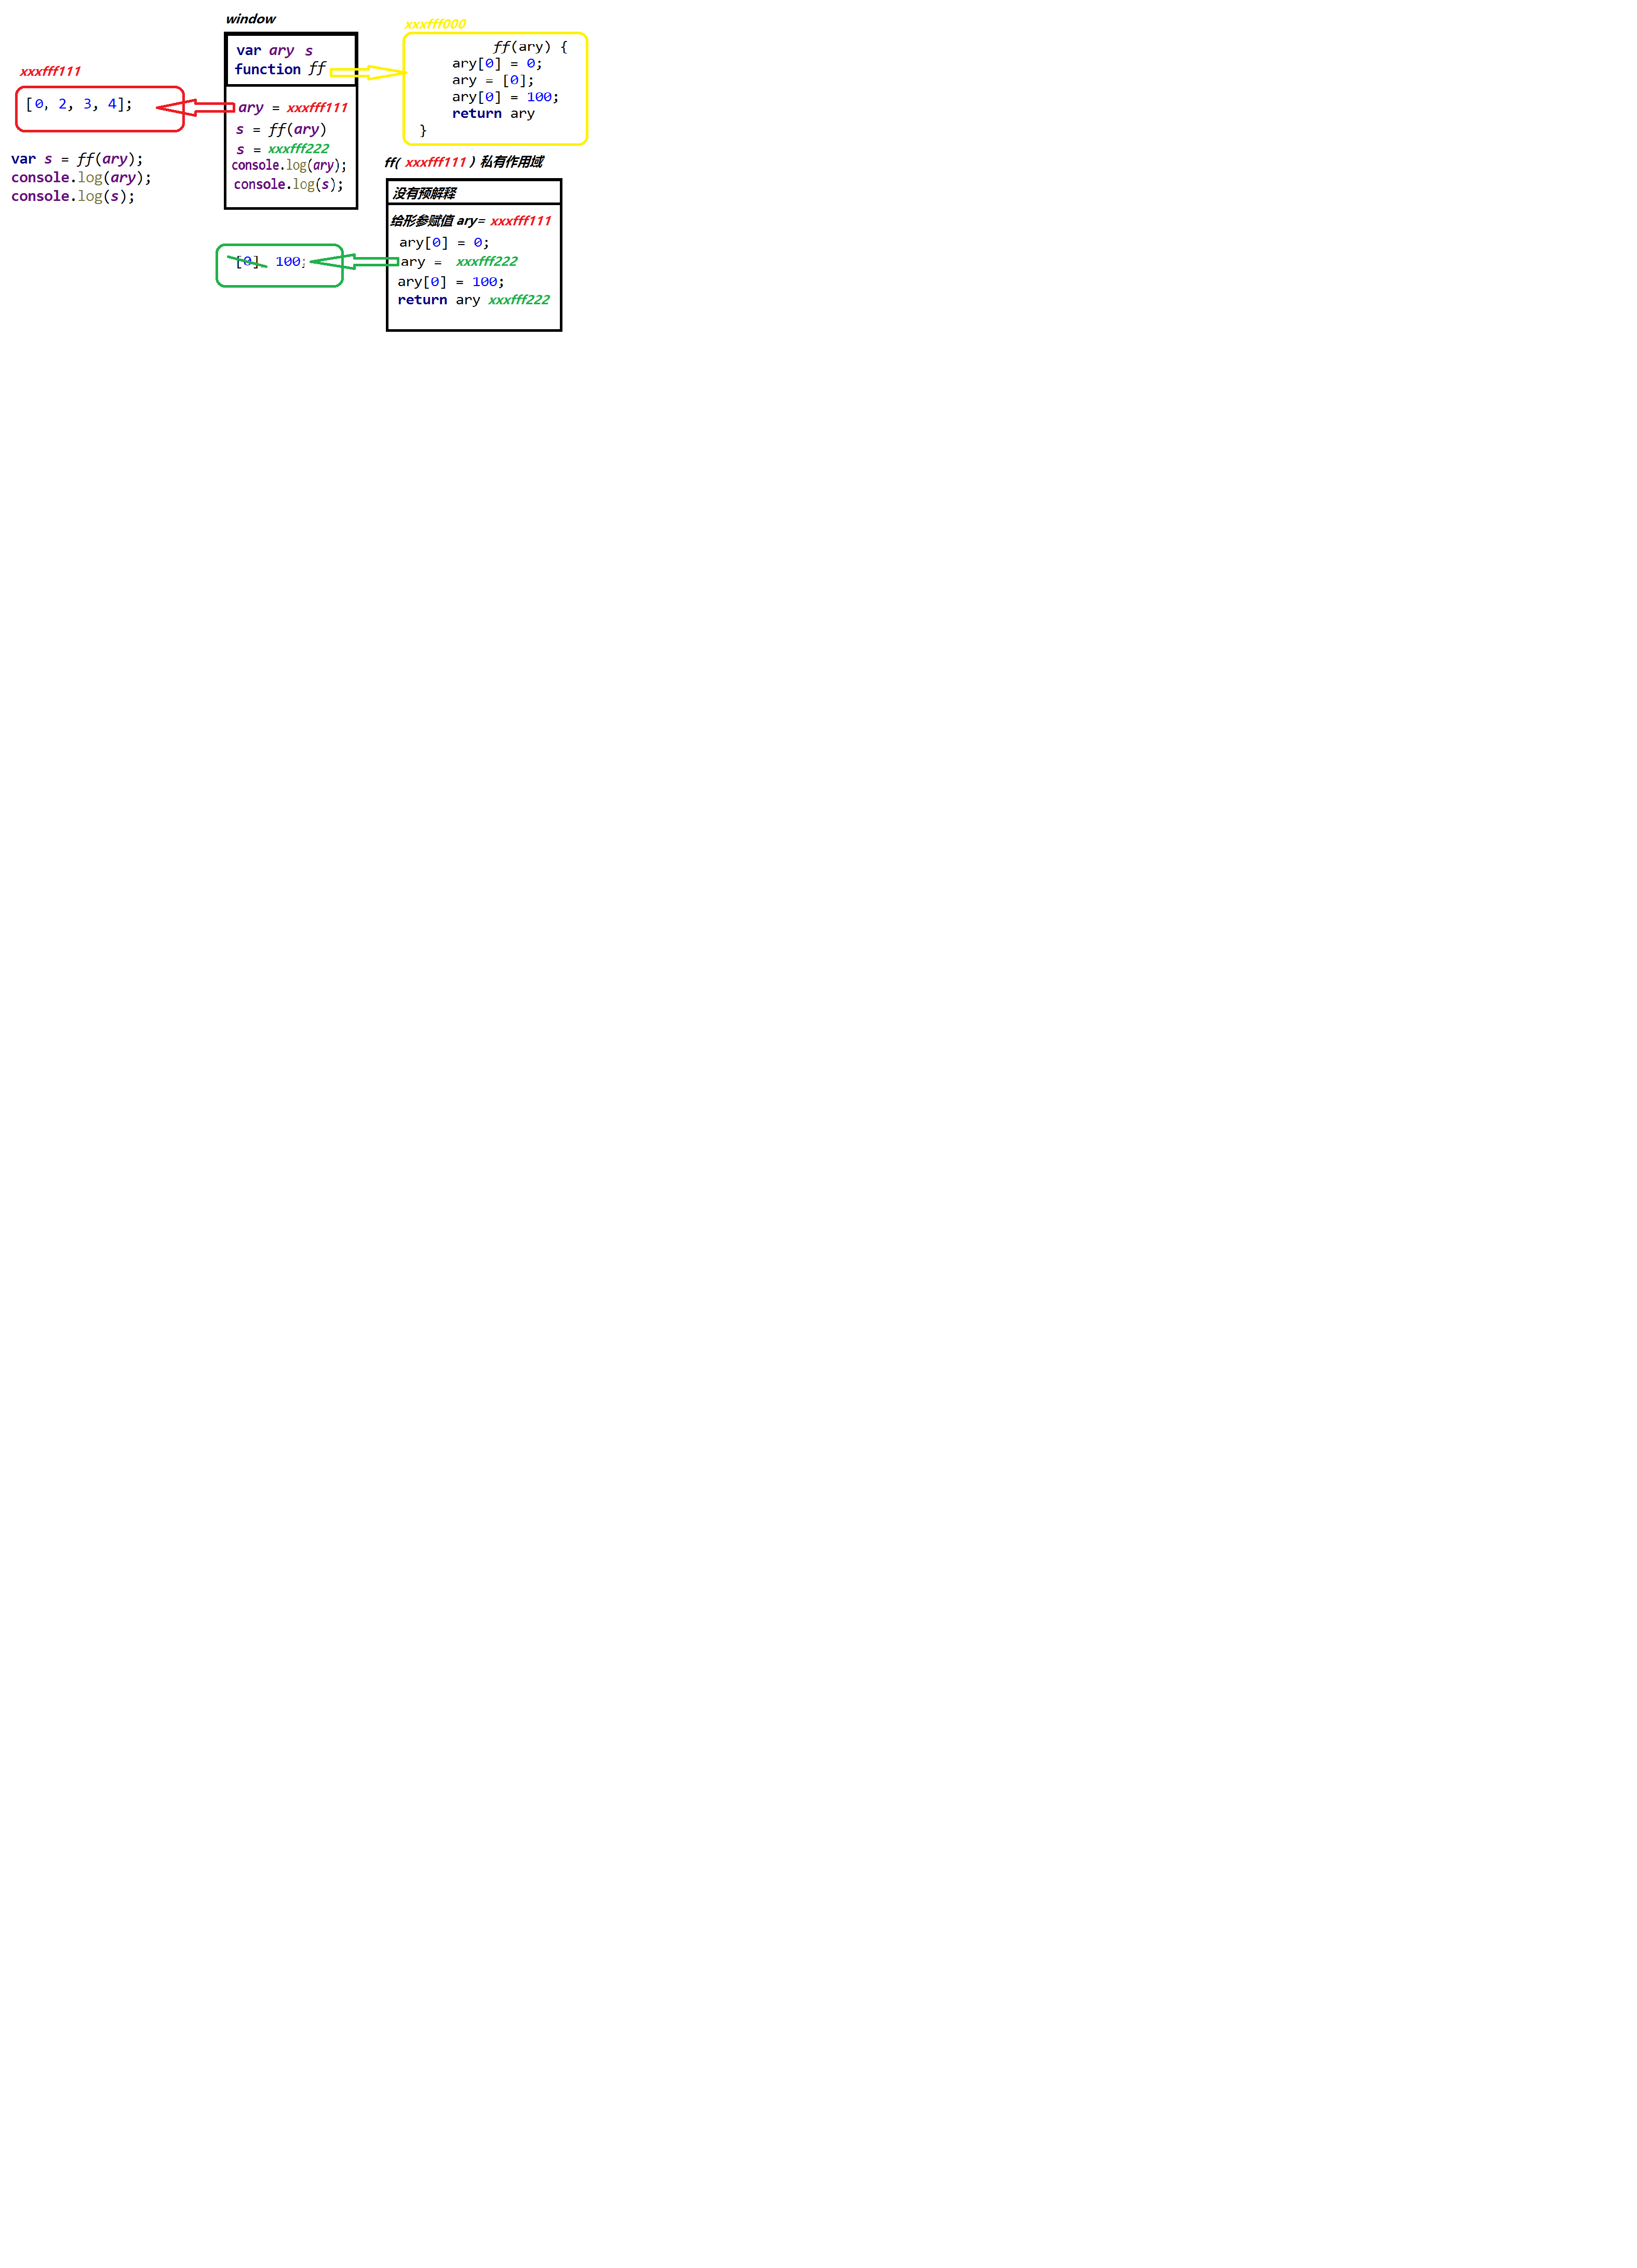 window
var ary s
function ff
ary = xxxfff111
s = ff(ary)
s = xxxfff222
console.log(ary);
console.log(s);
xxxfff111
[0, 2, 3, 4];
var s = ff(ary);
console.log(ary);
console.log(s);
xxxfff000
ff(ary) {
ary[0] = 0;
ary = [0];
ary[0] = 100;
return ary
}
ff( xxxfff111 ) 私有作用域
没有预解释
给形参赋值 ary= xxxfff111
ary[0] = 0;
ary = xxxfff222
ary[0] = 100;
return ary xxxfff222
[0] 100;